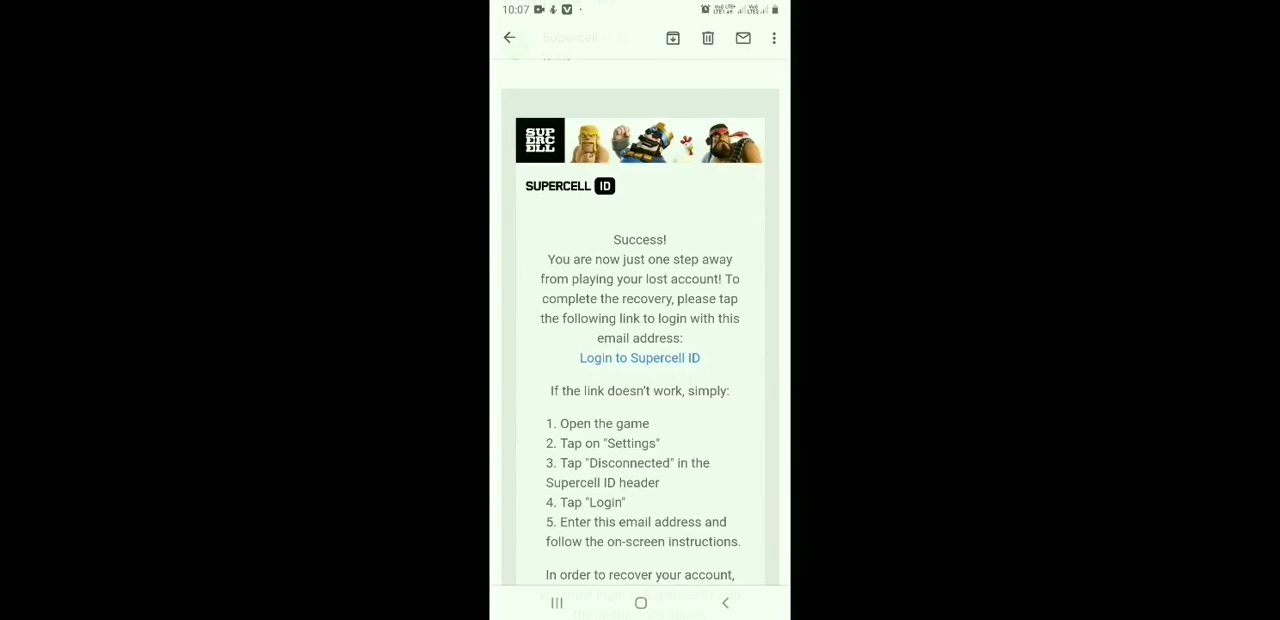 10:07
Supercell
SUP
ERC
ELL
SUPERCELL ID
Success!
You are now just one step away
from playing your lost account! To
complete the recovery, please tap
the following link to login with this
email address:
Login to Supercell ID
If the link doesn't work, simply:
1. Open the game
2. Tap on "Settings"
3. Tap "Disconnected" in the
Supercell ID header
4. Tap "Login"
5. Enter this email address and
follow the on-screen instructions.
In order to recover your account,